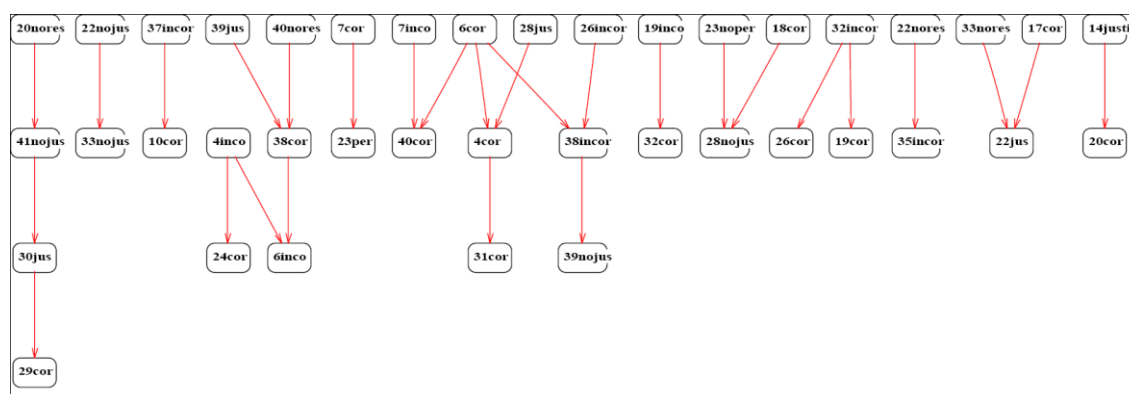 20nores 22nojus 37incor 39jus 40nores 7cor 7inco 6cor 28jus 26incor 19inco 23noper 18cor 32incor 22nores 33nores 17cor 14justi
41nojus 33nojus 10cor 4inco 38cor 23per 40cor 4cor 38incor 32cor 28nojus 26cor 19cor 35incor 22jus 20cor
30jus 24cor 6inco 31cor 39nojus
29cor